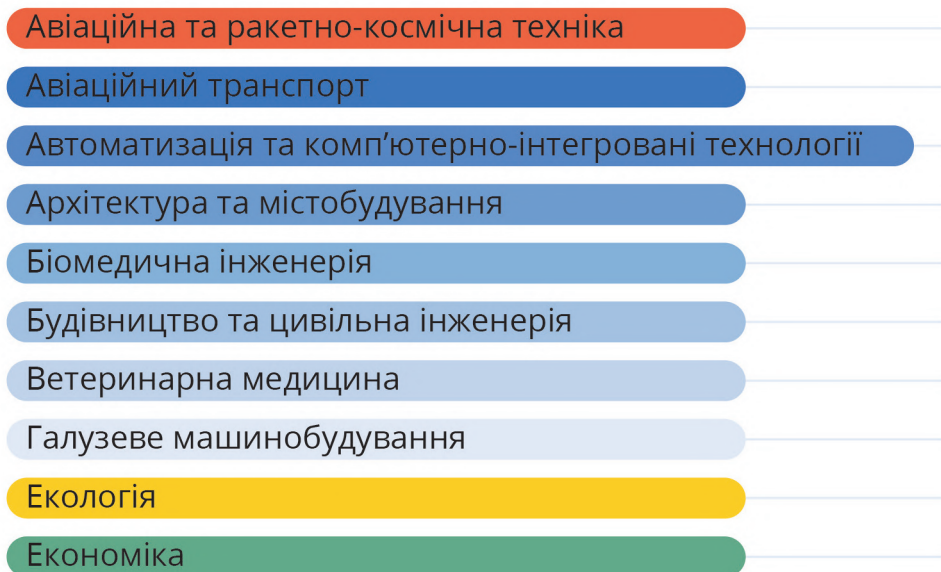 Авіаційна та ракетно-космічна техніка
Авіаційний транспорт
Автоматизація та комп’ютерно-інтегровані технології
Архітектура та містобудування
Біомедична інженерія
Будівництво та цивільна інженерія
Ветеринарна медицина
Галузеве машинобудування
Екологія
Економіка